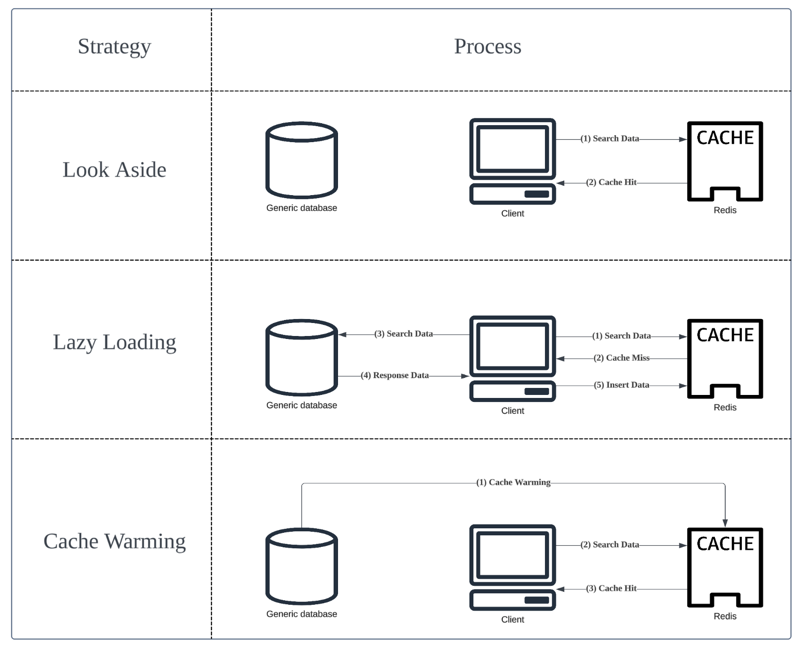 Strategy
Process
Look Aside
(1) Search Data
(2) Cache Hit
CACHE
Generic database
Client
Redis
Lazy Loading
(3) Search Data
(4) Response Data
(1) Search Data
(2) Cache Miss
(5) Insert Data
CACHE
Generic database
Client
Redis
Cache Warming
(1) Cache Warming
(2) Search Data
(3) Cache Hit
CACHE
Generic database
Client
Redis